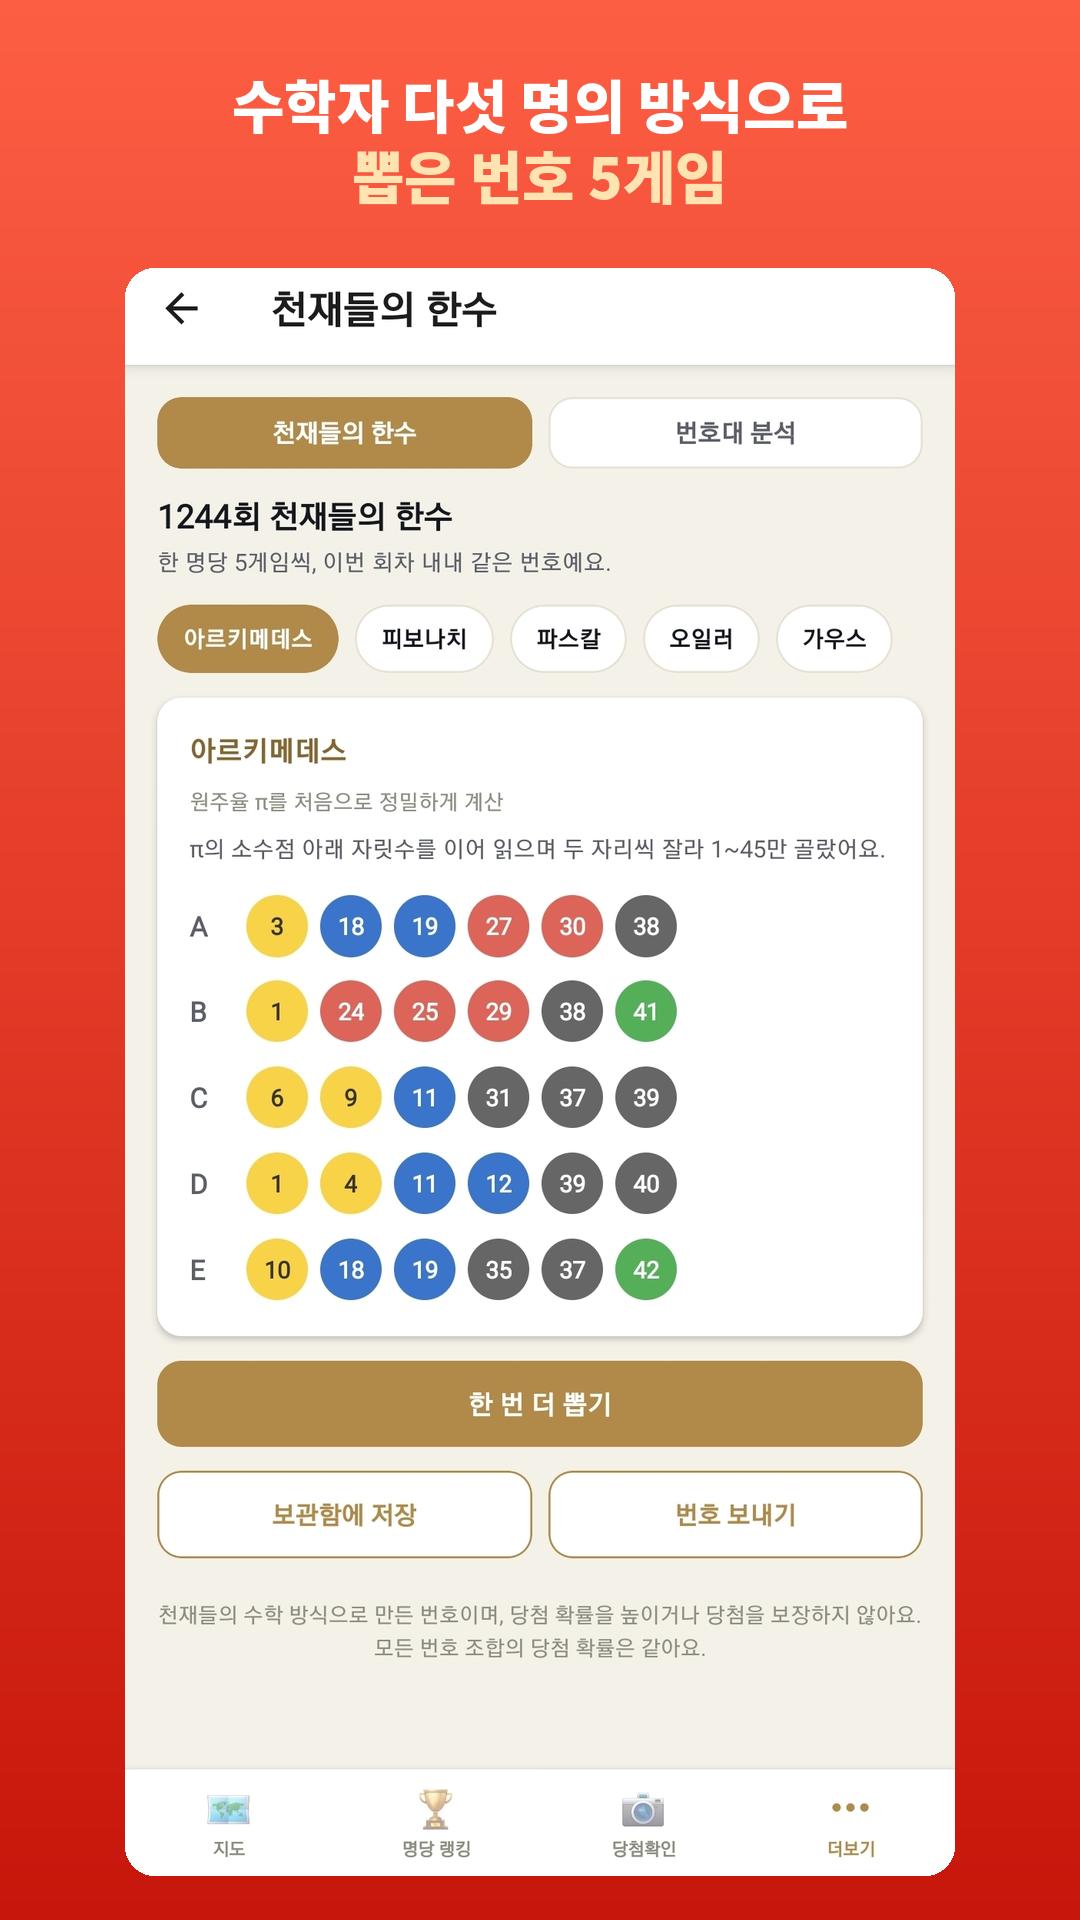 수학자 다섯 명의 방식으로
뽑은 번호 5게임
천재들의 한수
천재들의 한수
번호대 분석
1244회 천재들의 한수
한 명당 5게임씩, 이번 회차 내내 같은 번호예요.
아르키메데스
피보나치
파스칼
오일러
가우스
아르키메데스
원주율 π를 처음으로 정밀하게 계산
π의 소수점 아래 자릿수를 이어 읽으며 두 자리씩 잘라 1~45만 골랐어요.
A 3 18 19 27 30 38
B 1 24 25 29 38 41
C 6 9 11 31 37 39
D 1 4 11 12 39 40
E 10 18 19 35 37 42
한 번 더 뽑기
보관함에 저장
번호 보내기
천재들의 수학 방식으로 만든 번호이며, 당첨 확률을 높이거나 당첨을 보장하지 않아요.
모든 번호 조합의 당첨 확률은 같아요.
지도
명당 랭킹
당첨확인
더보기